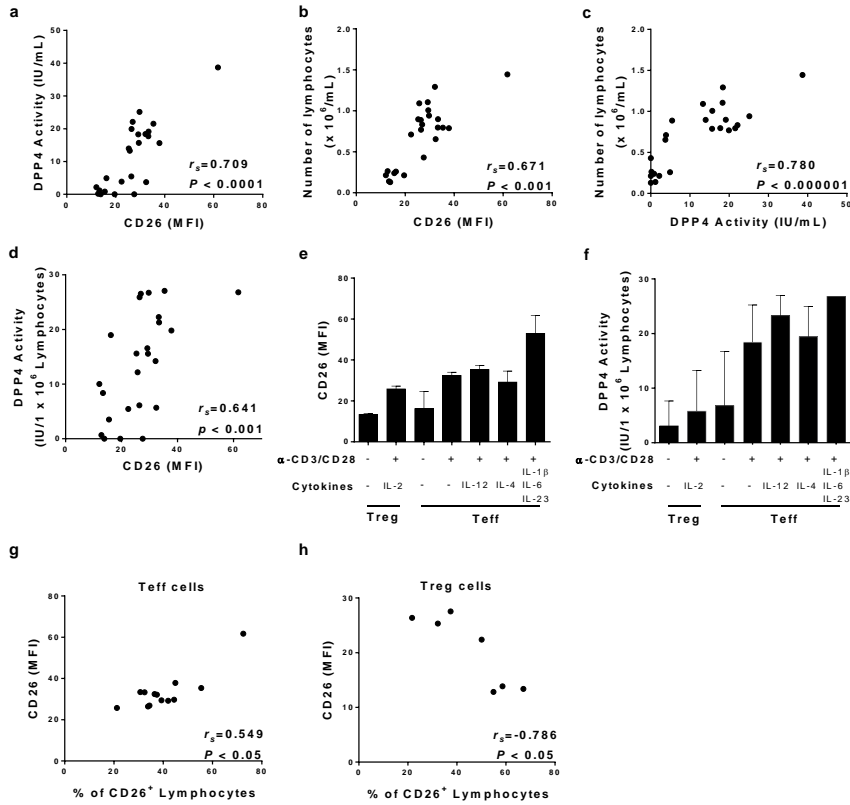 a
DPP4 Activity (IU/mL)
50
40
30
20
10
0
0 20 40 60 80
CD26 (MFI)
r_s=0.709
P < 0.0001
b
Number of lymphocytes
(x 10^6/mL)
2.0
1.5
1.0
0.5
0.0
0 20 40 60 80
CD26 (MFI)
r_s=0.671
P < 0.001
c
Number of lymphocytes
(x 10^6/mL)
2.0
1.5
1.0
0.5
0.0
0 10 20 30 40 50
DPP4 Activity (IU/mL)
r_s=0.780
P < 0.000001
d
DPP4 Activity
(IU/1 x 10^6 Lymphocytes)
30
20
10
0
0 20 40 60 80
CD26 (MFI)
r_s=0.641
p < 0.001
e
CD26 (MFI)
80
60
40
20
0
α-CD3/CD28 - + - + + + +
Cytokines - IL-2 - - IL-12 IL-4 IL-1β
IL-6
IL-23
Treg Teff
f
DPP4 Activity
(IU/1 x 10^6 Lymphocytes)
30
20
10
0
α-CD3/CD28 - + - + + + +
Cytokines - IL-2 - - IL-12 IL-4 IL-1β
IL-6
IL-23
Treg Teff
g
Teff cells
CD26 (MFI)
80
60
40
20
0
0 20 40 60 80
% of CD26+ Lymphocytes
r_s=0.549
P < 0.05
h
Treg cells
CD26 (MFI)
30
20
10
0
0 20 40 60 80
% of CD26+ Lymphocytes
r_s=-0.786
P < 0.05